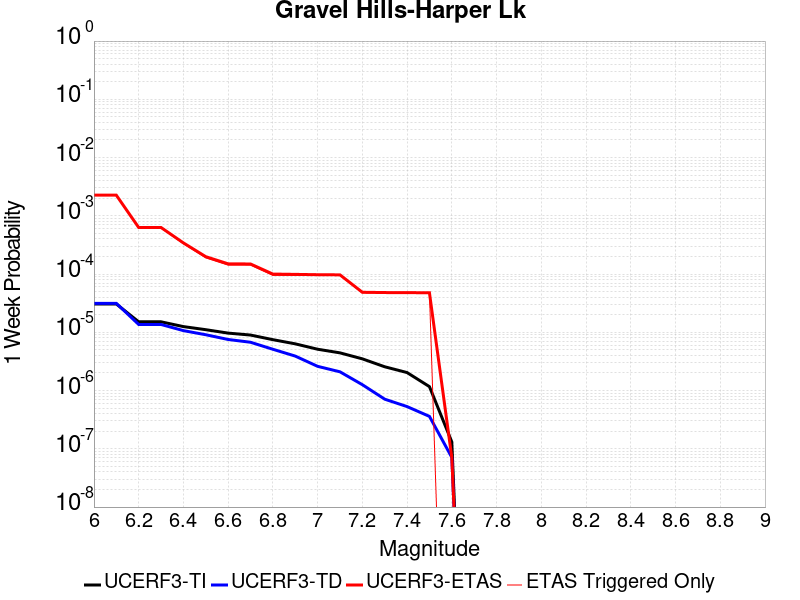 Gravel Hills-Harper Lk
10^0
10^-1
10^-2
10^-3
10^-4
10^-5
10^-6
10^-7
10^-8
1 Week Probability
6 6.2 6.4 6.6 6.8 7 7.2 7.4 7.6 7.8 8 8.2 8.4 8.6 8.8 9
Magnitude
UCERF3-TI UCERF3-TD UCERF3-ETAS ETAS Triggered Only